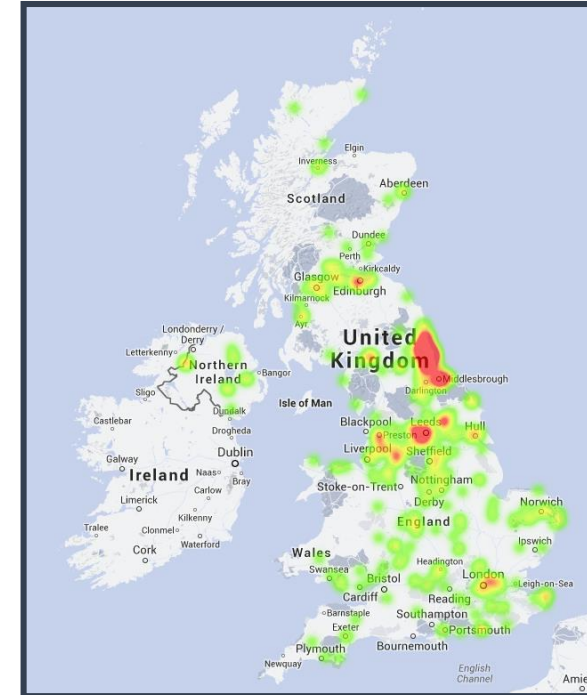 Elgin
Inverness
Aberdeen
Scotland
Dundee
Perth
Kirkcaldy
Glasgow
Edinburgh
Kilmarnock
Ayr
United
Kingdom
Londonderry /
Derry
Letterkenny
Northern
Ireland
Bangor
Sligo
Middlesbrough
Darlington
Isle of Man
Dundalk
Castlebar
Drogheda
Blackpool
Leeds
Preston
Hull
Galway
Dublin
Liverpool
Sheffield
Ireland
Naas
Bray
Stoke-on-Trent
Nottingham
Carlow
Derby
Limerick
Norwich
Kilkenny
England
Tralee
Clonmel
Waterford
Ipswich
Cork
Wales
Headington
Swansea
London
Bristol
Leigh-on-Sea
Cardiff
Reading
Barnstaple
Southampton
Exeter
Portsmouth
Plymouth
Bournemouth
Newquay
English
Channel